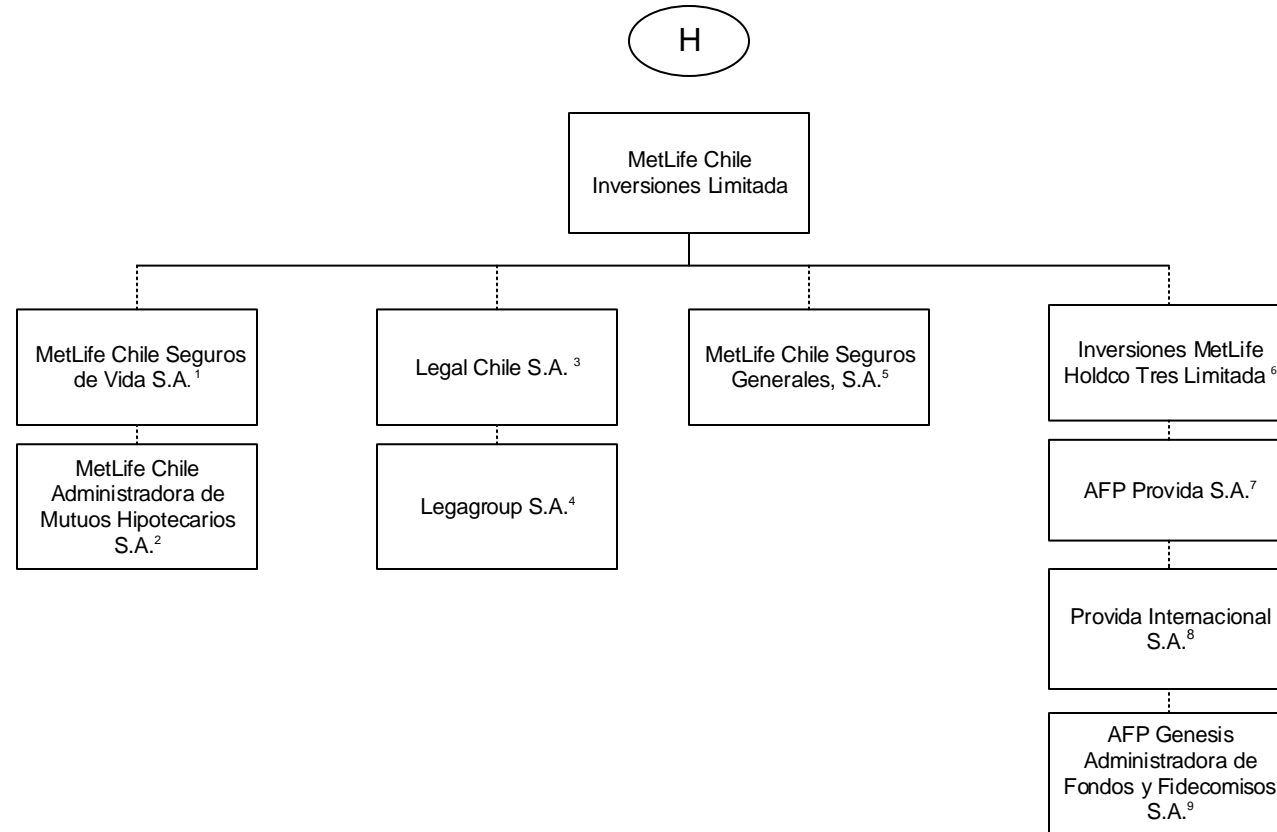 H
MetLife Chile
Inversiones Limitada
MetLife Chile Seguros
de Vida S.A. 1
Legal Chile S.A. 3
MetLife Chile Seguros
Generales, S.A. 5
Inversiones MetLife
Holdco Tres Limitada 6
MetLife Chile
Administradora de
Mutuos Hipotecarios
S.A. 2
Legagroup S.A. 4
AFP Provida S.A. 7
Provida Internacional
S.A. 8
AFP Genesis
Administradora de
Fondos y Fidecomisos
S.A. 9